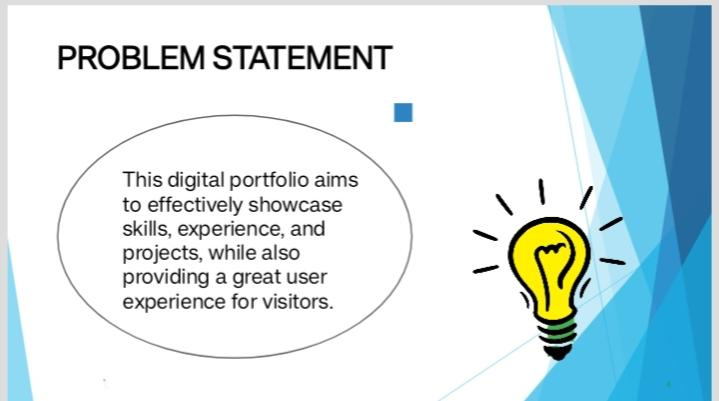 PROBLEM STATEMENT
This digital portfolio aims
to effectively showcase
skills, experience, and
projects, while also
providing a great user
experience for visitors.